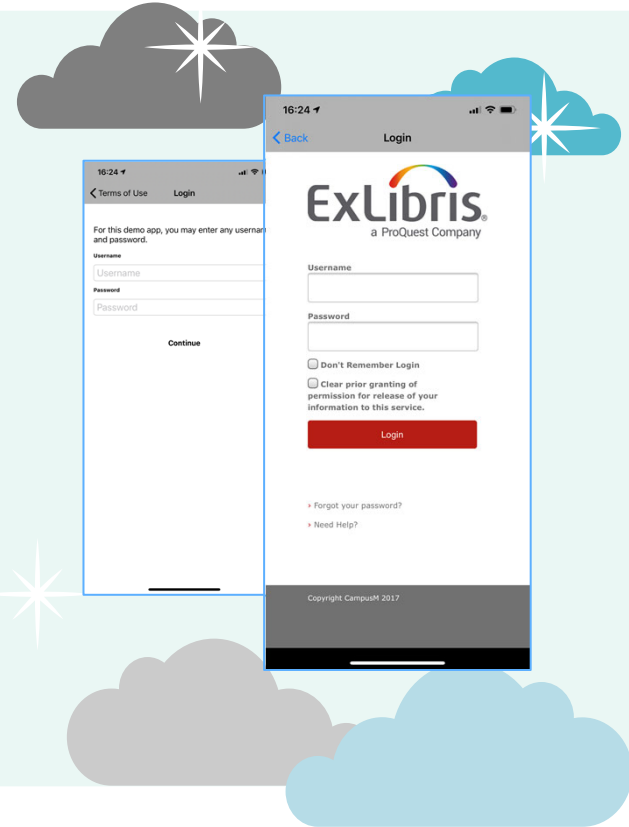 16:24
Terms of Use Login
For this demo app, you may enter any
and password.
Username
Username
Password
Password
Continue
16:24
Back Login
ExLibris®
a ProQuest Company
Username
Password
Don't Remember Login
Clear prior granting of
permission for release of your
information to this service.
Login
Forgot your password?
Need Help?
Copyright CampusM 2017